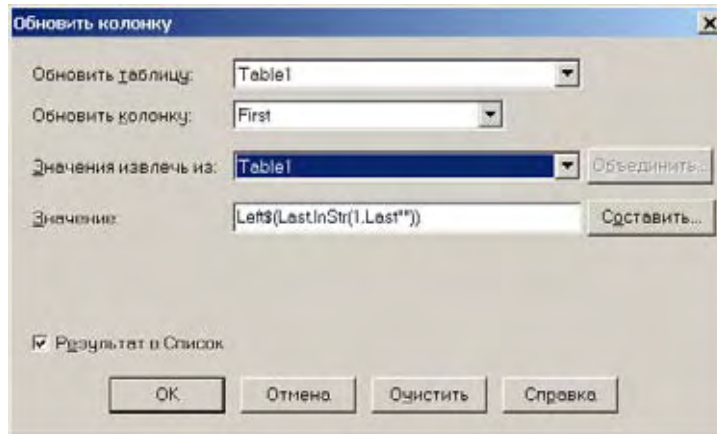 Обновить колонку
Обновить таблицу: Table1
Обновить колонку: First
Значения извлечь из: Table1 Объединить...
Значение: Left$(Last.InStr(1.Last""))
Составить...
Результат в Список
ОК Отмена Очистить Справка